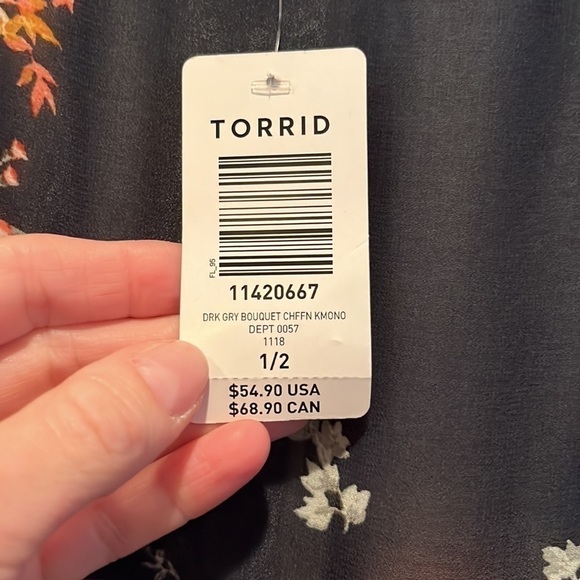 TORRID
FL_95
11420667
DRK GRY BOUQUET CHFFN KMONO
DEPT 0057
1118
1/2
$54.90 USA
$68.90 CAN